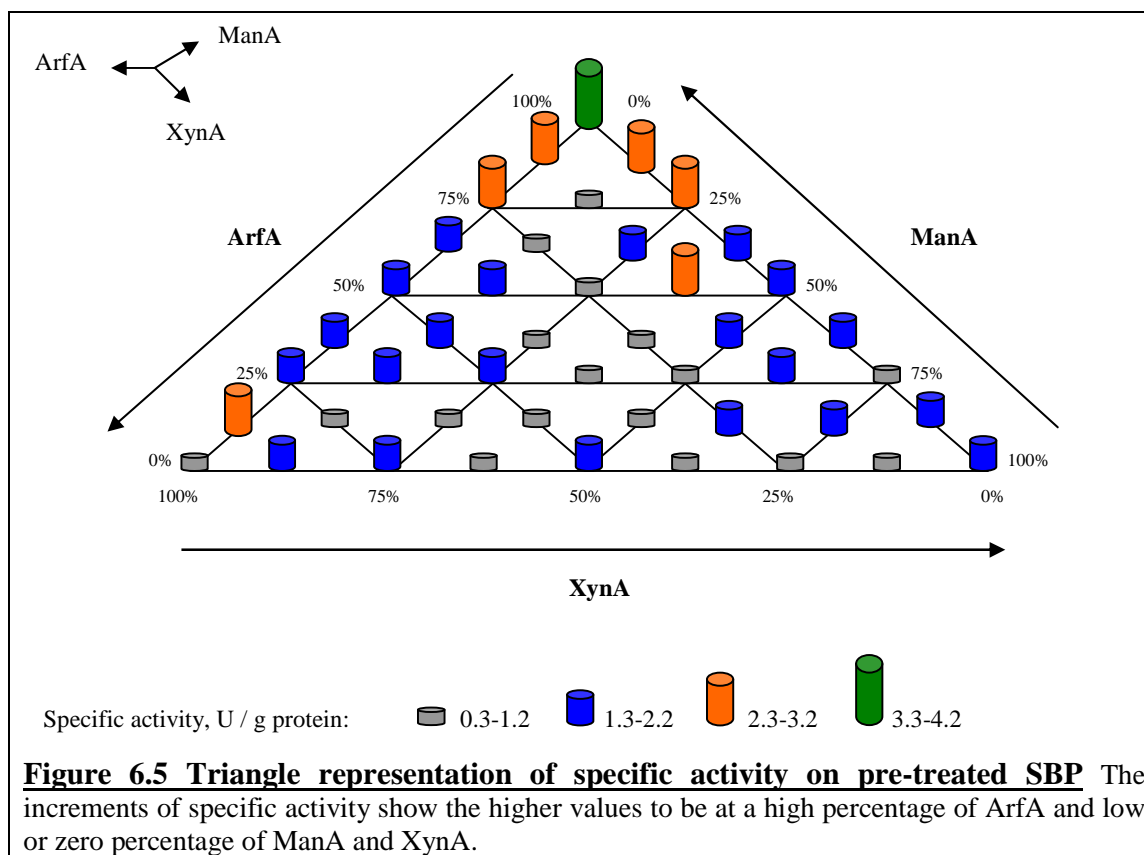 ManA
ArfA
XynA
100% 0%
75% 25%
ArfA ManA
50% 50%
25% 75%
0% 100%
100% 75% 50% 25% 0%
XynA
Specific activity, U / g protein: 0.3-1.2 1.3-2.2 2.3-3.2 3.3-4.2
Figure 6.5 Triangle representation of specific activity on pre-treated SBP The
increments of specific activity show the higher values to be at a high percentage of ArfA and low
or zero percentage of ManA and XynA.